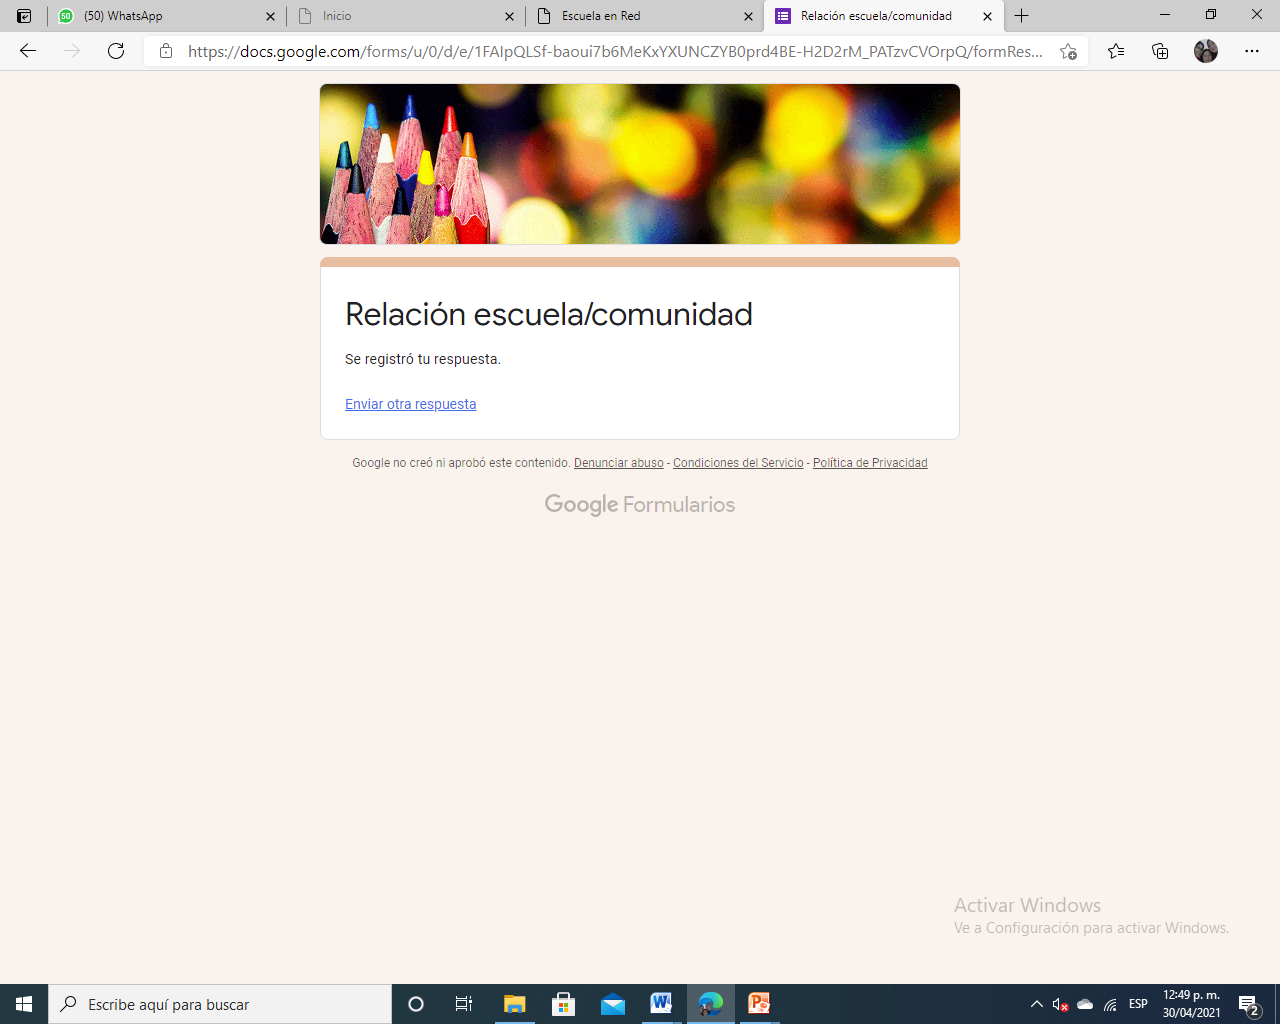 50
(50) WhatsApp
Inicio
Escuela en Red
Relación escuela/comunidad
https://docs.google.com/forms/u/0/d/e/1FAIpQLSf-baoui7b6MeKxYXUNCZYB0prd4BE-H2D2rM_PATzvCVOrpQ/formRes...
Relación escuela/comunidad
Se registró tu respuesta.
Enviar otra respuesta
Google no creó ni aprobó este contenido. Denunciar abuso - Condiciones del Servicio - Política de Privacidad
Google Formularios
Activar Windows
Ve a Configuración para activar Windows.
Escribe aquí para buscar
W
P
ESP
12:49 p. m.
30/04/2021
2